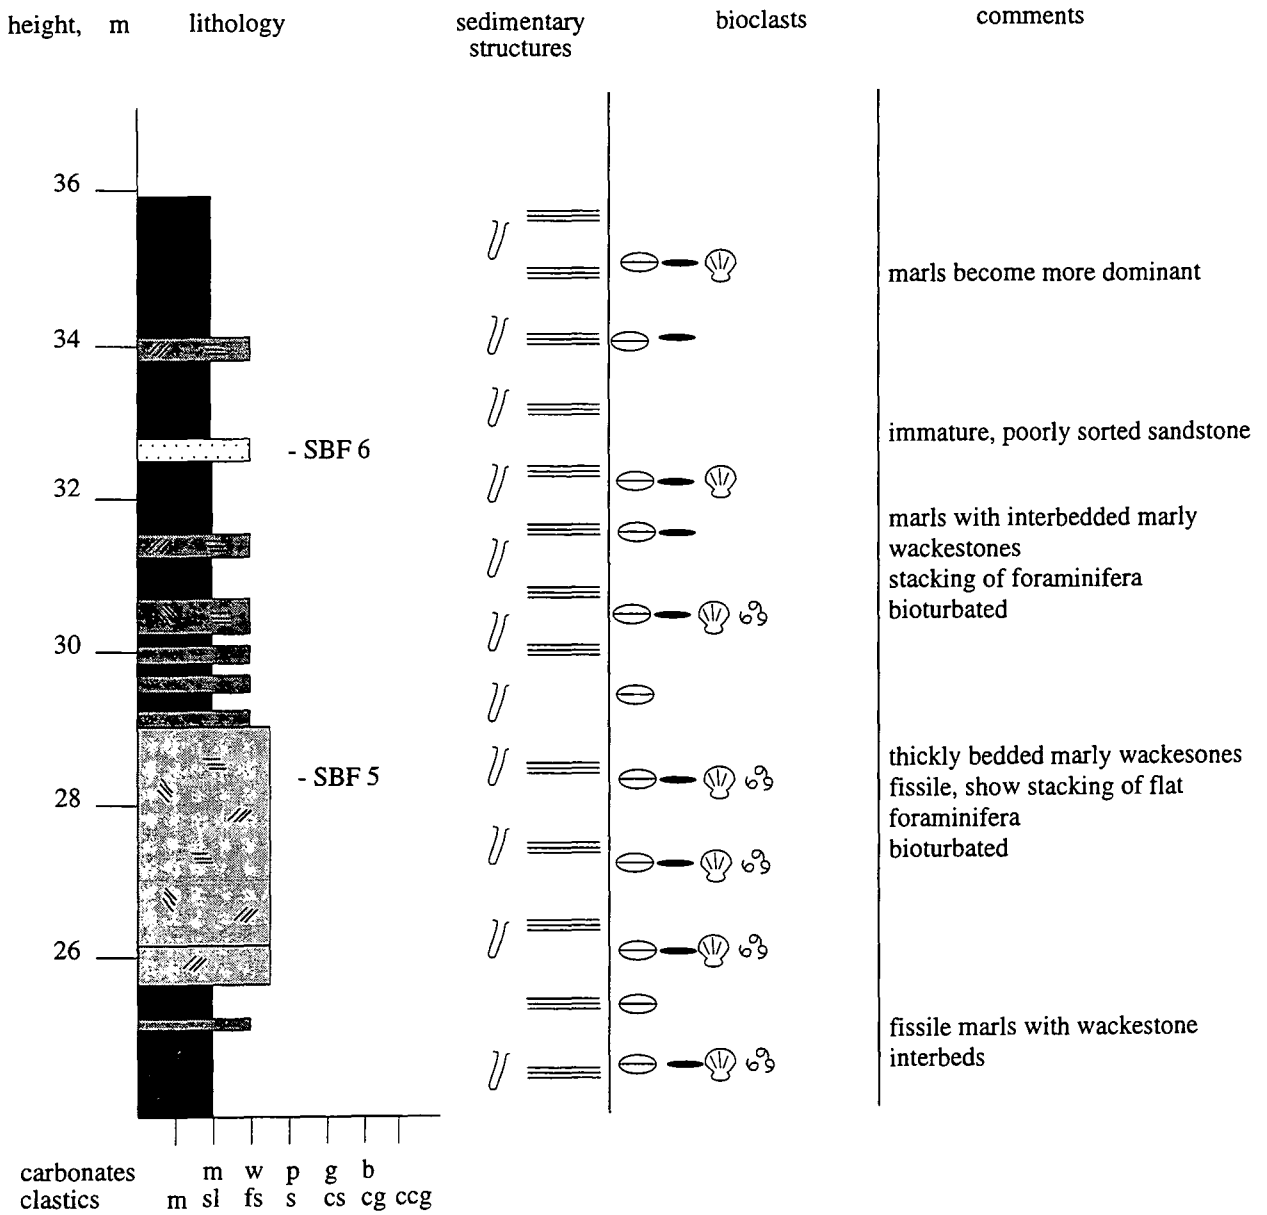 height, m lithology sedimentary structures bioclasts comments
36
marls become more dominant
34
immature, poorly sorted sandstone
- SBF 6
32
marls with interbedded marly
wackestones
stacking of foraminifera
bioturbated
30
thickly bedded marly wackesones
- SBF 5
fissile, show stacking of flat
28
foraminifera
bioturbated
26
fissile marls with wackestone
interbeds
carbonates m w p g b
clastics m sl fs s cs cg ccg